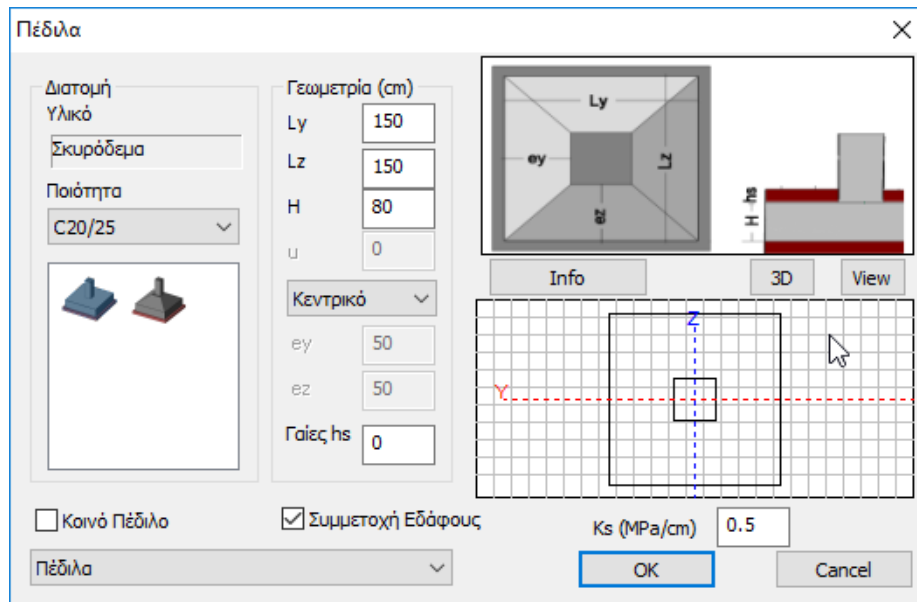 Πέδιλα
Διατομή
Υλικό
Σκυρόδεμα
Ποιότητα
C20/25
Γεωμετρία (cm)
Ly 150
Lz 150
H 80
u 0
Κεντρικό
ey 50
ez 50
Γαίες hs 0
Ly
ey
Lz
ez
H hs
Info 3D View
Z
Y
Κοινό Πέδιλο
Συμμετοχή Εδάφους
Ks (MPa/cm) 0.5
Πέδιλα
OK Cancel